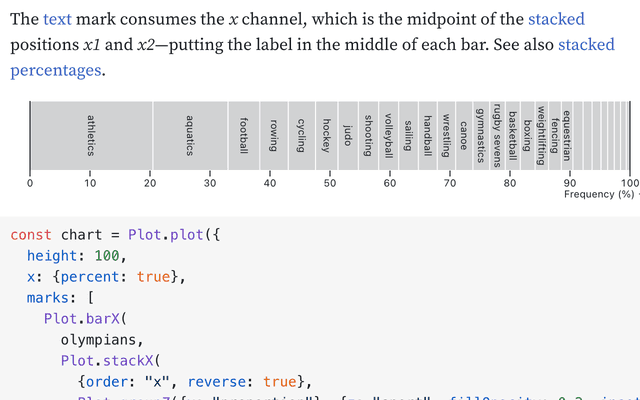 The text mark consumes the x channel, which is the midpoint of the stacked
positions x1 and x2—putting the label in the middle of each bar. See also stacked
percentages.
athletics
aquatics
football
rowing
cycling
hockey
judo
shooting
volleyball
sailing
handball
wrestling
canoe
gymnastics
rugby sevens
basketball
boxing
weightlifting
fencing
equestrian
0 10 20 30 40 50 60 70 80 90 100
Frequency (%)
const chart = Plot.plot({
height: 100,
x: {percent: true},
marks: [
Plot.barX(
olympians,
Plot.stackX(
{order: "x", reverse: true},